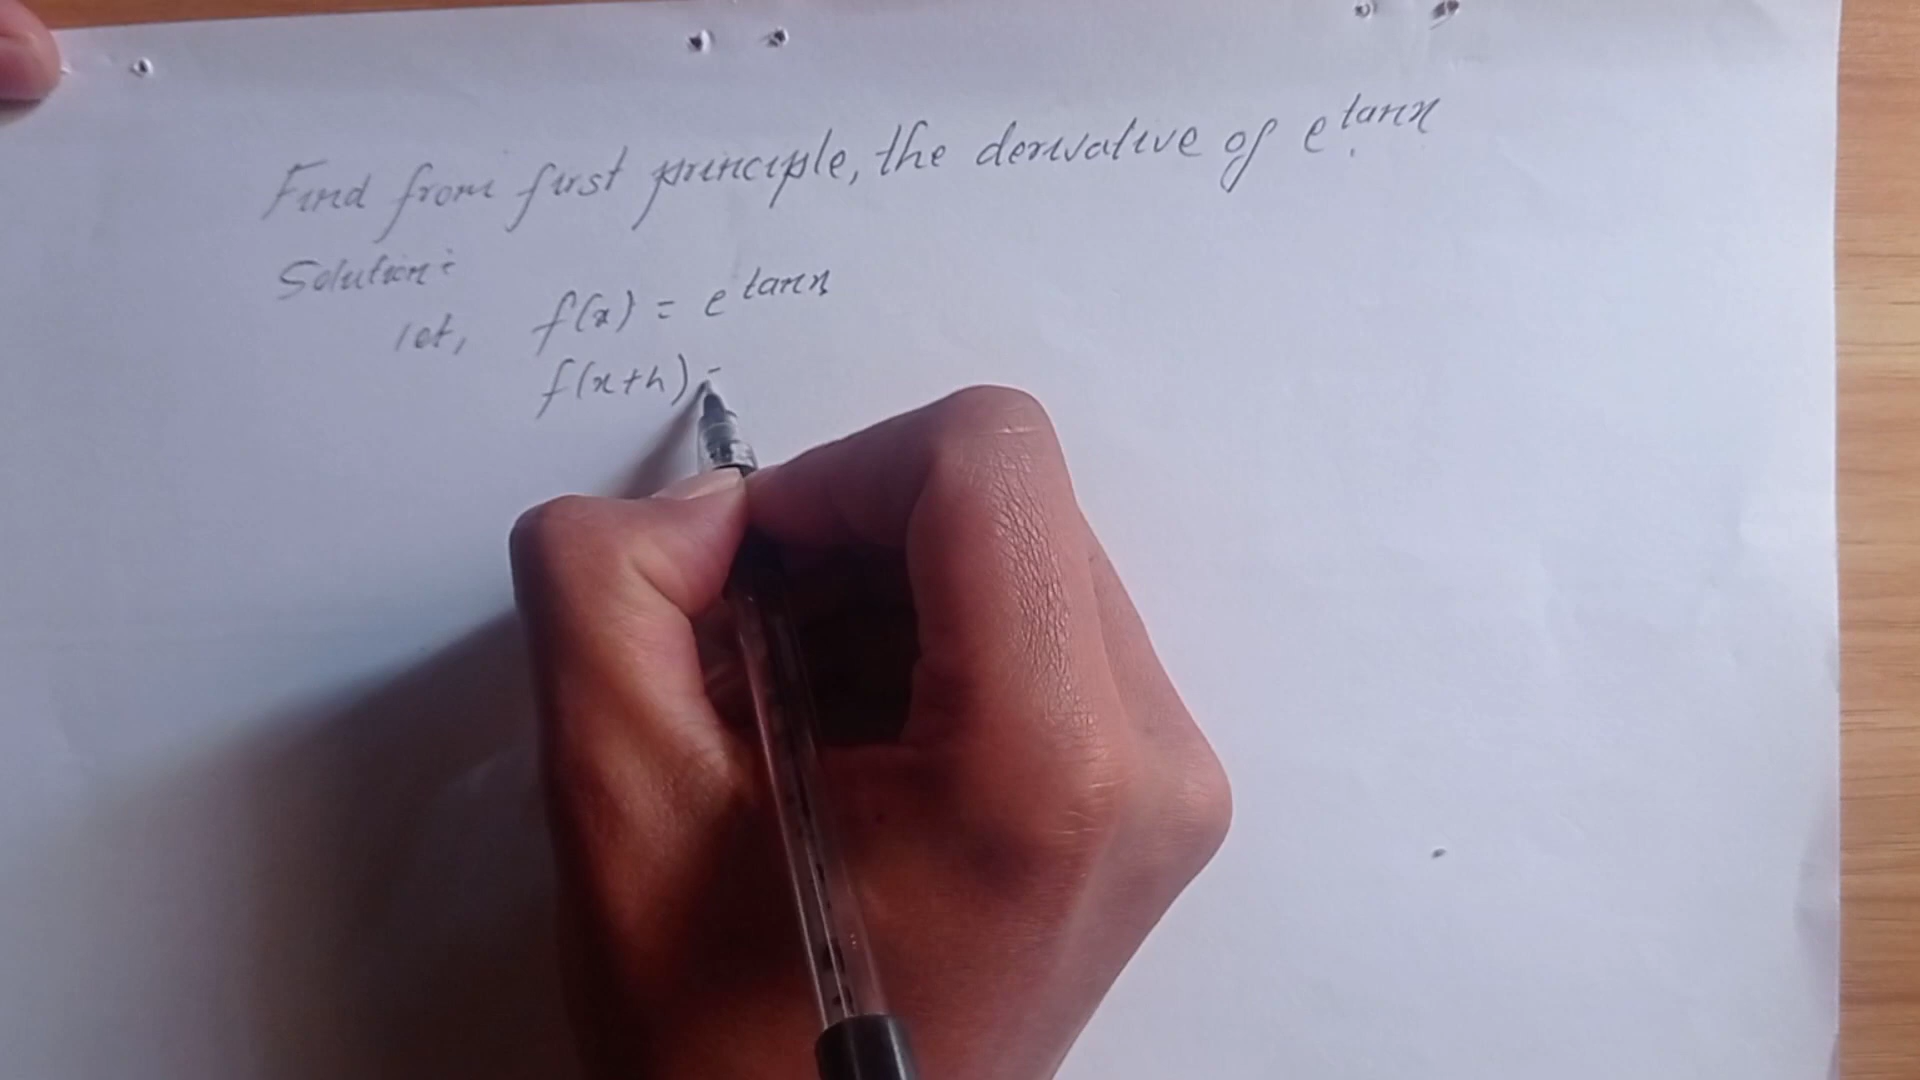 Find from first principle, the derivative of e^tanx.
Solution:
let, f(x) = e^tanx
f(x+h) =